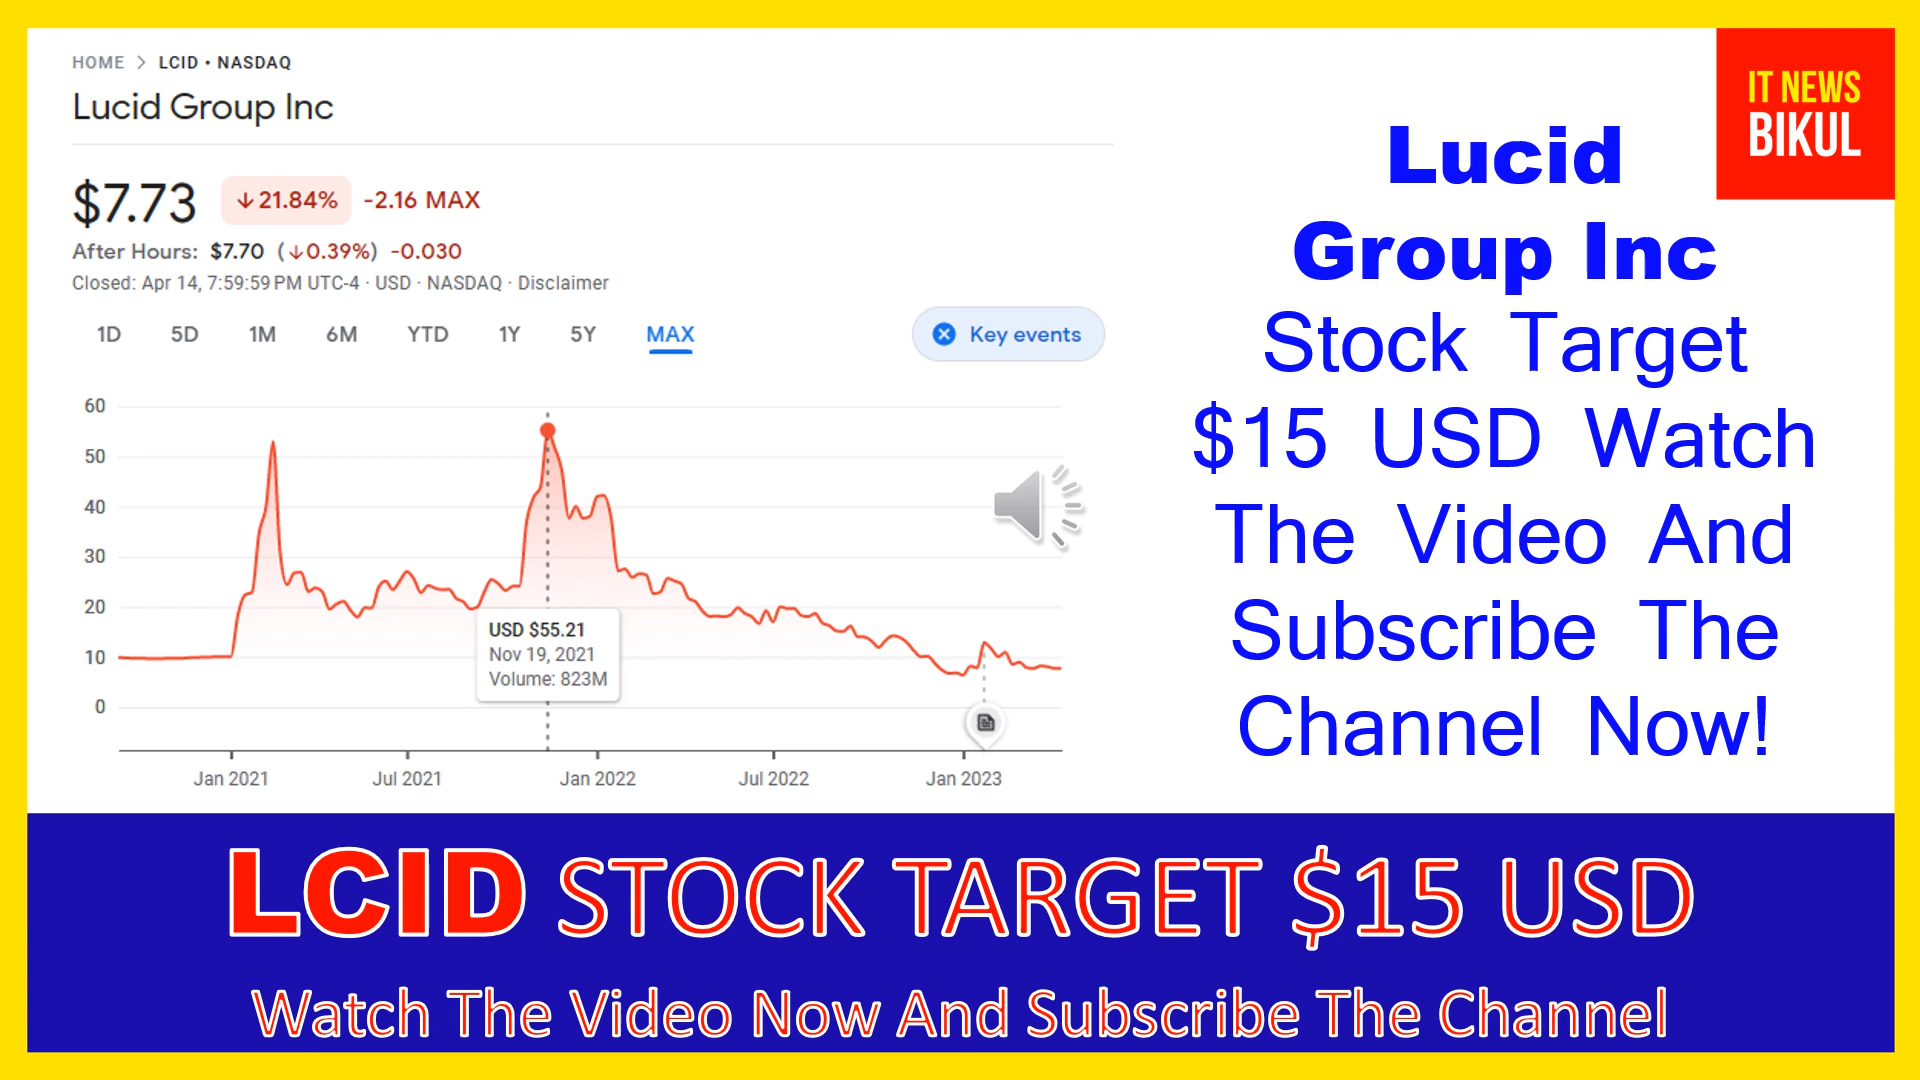 HOME > LCID • NASDAQ
Lucid Group Inc
$7.73 ↓21.84% -2.16 MAX
After Hours: $7.70 (↓0.39%) -0.030
Closed: Apr 14, 7:59:59 PM UTC-4 · USD · NASDAQ · Disclaimer
1D 5D 1M 6M YTD 1Y 5Y MAX
Key events
60
50
40
30
20
10
0
USD $55.21
Nov 19, 2021
Volume: 823M
Jan 2021 Jul 2021 Jan 2022 Jul 2022 Jan 2023
IT NEWS
BIKUL
Lucid
Group Inc
Stock Target
$15 USD Watch
The Video And
Subscribe The
Channel Now!
LCID STOCK TARGET $15 USD
Watch The Video Now And Subscribe The Channel